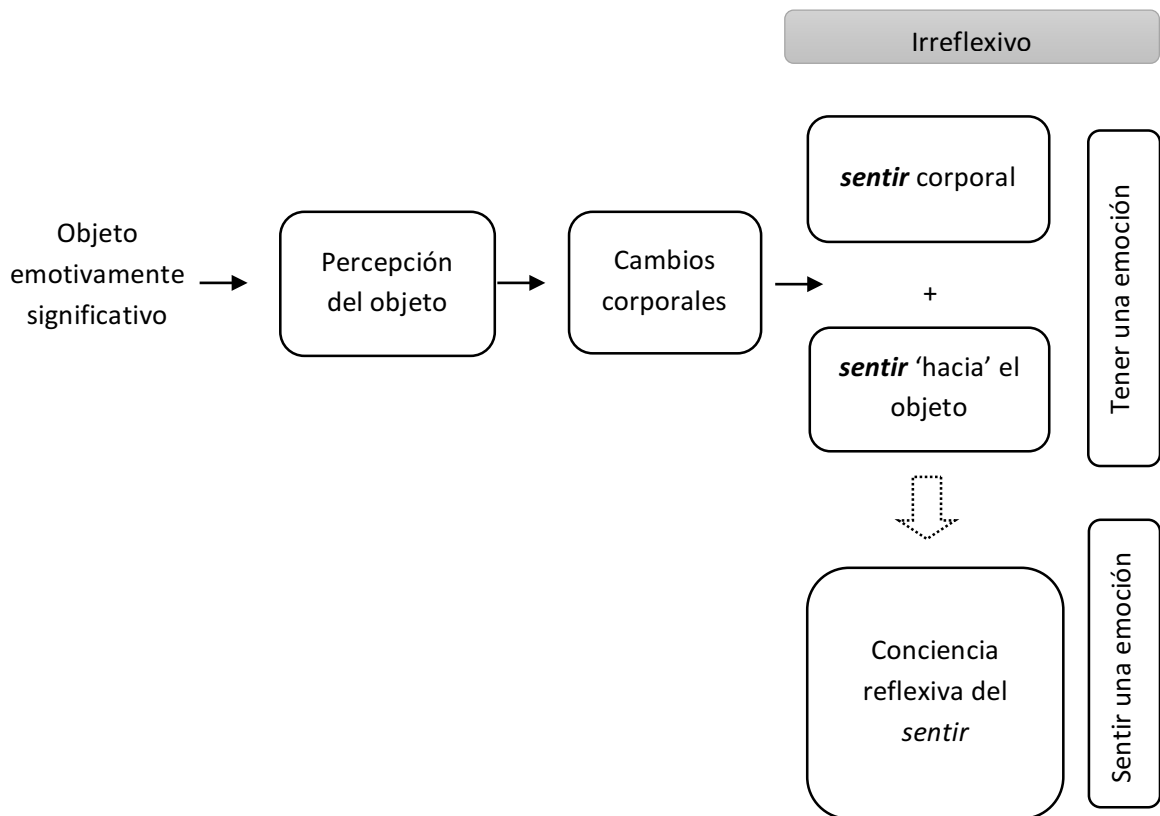 Irreflexivo
Objeto
emotivamente
significativo
Percepción
del objeto
Cambios
corporales
sentir corporal
+
sentir ‘hacia’ el
objeto
Tener una emoción
Conciencia
reflexiva del
sentir
Sentir una emoción